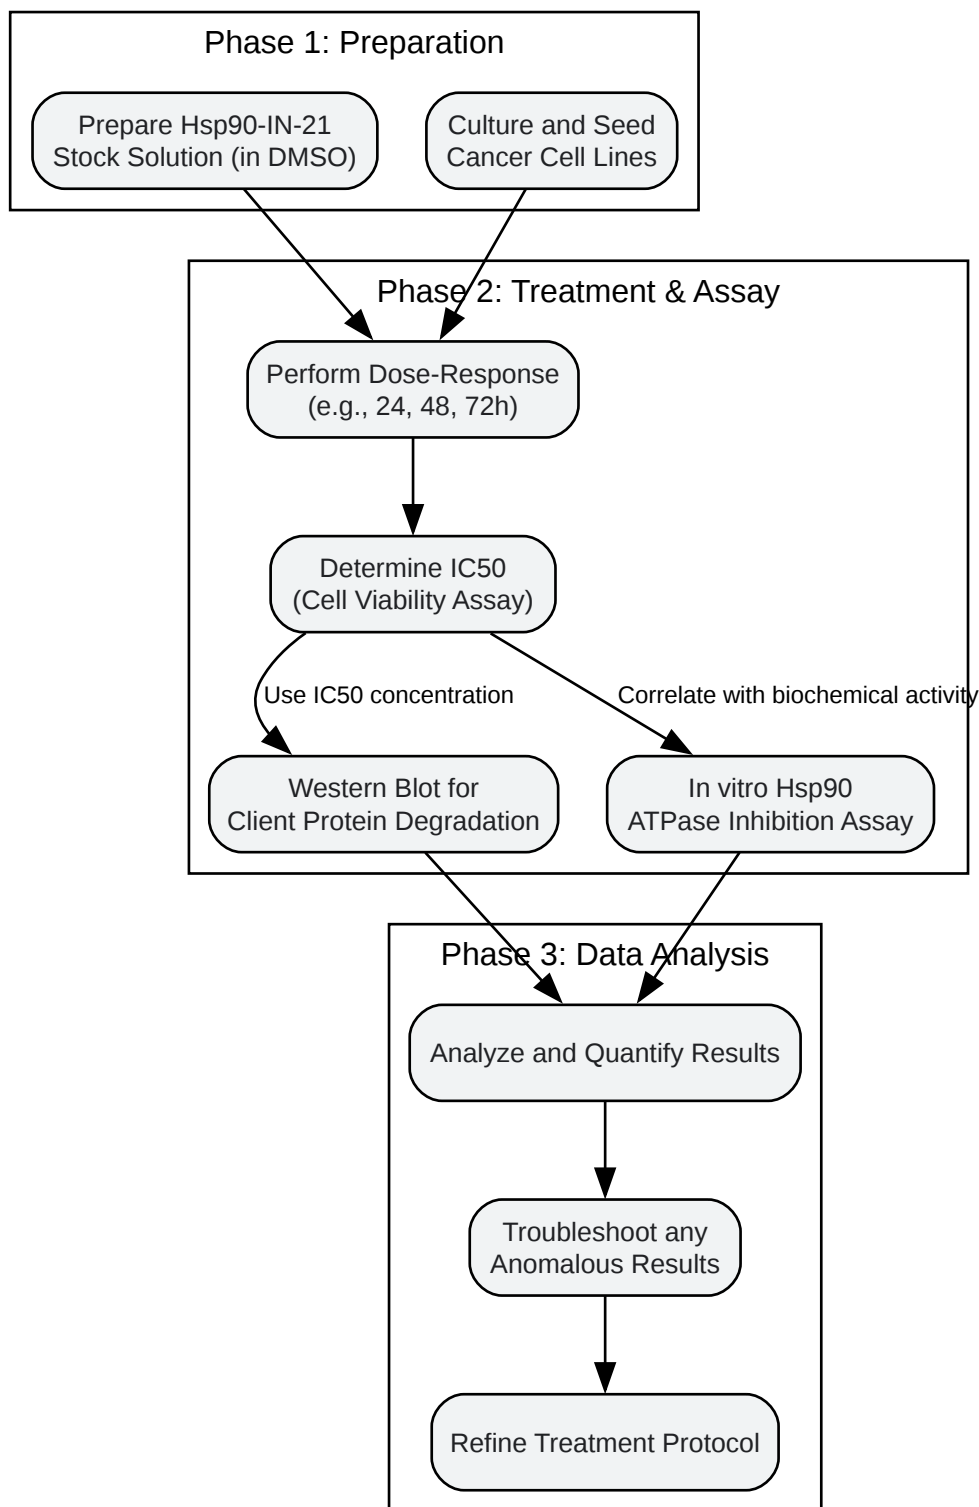 Phase 1: Preparation
Prepare Hsp90-IN-21
Stock Solution (in DMSO)
Culture and Seed
Cancer Cell Lines
Phase 2: Treatment & Assay
Perform Dose-Response
(e.g., 24, 48, 72h)
Determine IC50
(Cell Viability Assay)
Use IC50 concentration
Correlate with biochemical activity
Western Blot for
Client Protein Degradation
In vitro Hsp90
ATPase Inhibition Assay
Phase 3: Data Analysis
Analyze and Quantify Results
Troubleshoot any
Anomalous Results
Refine Treatment Protocol